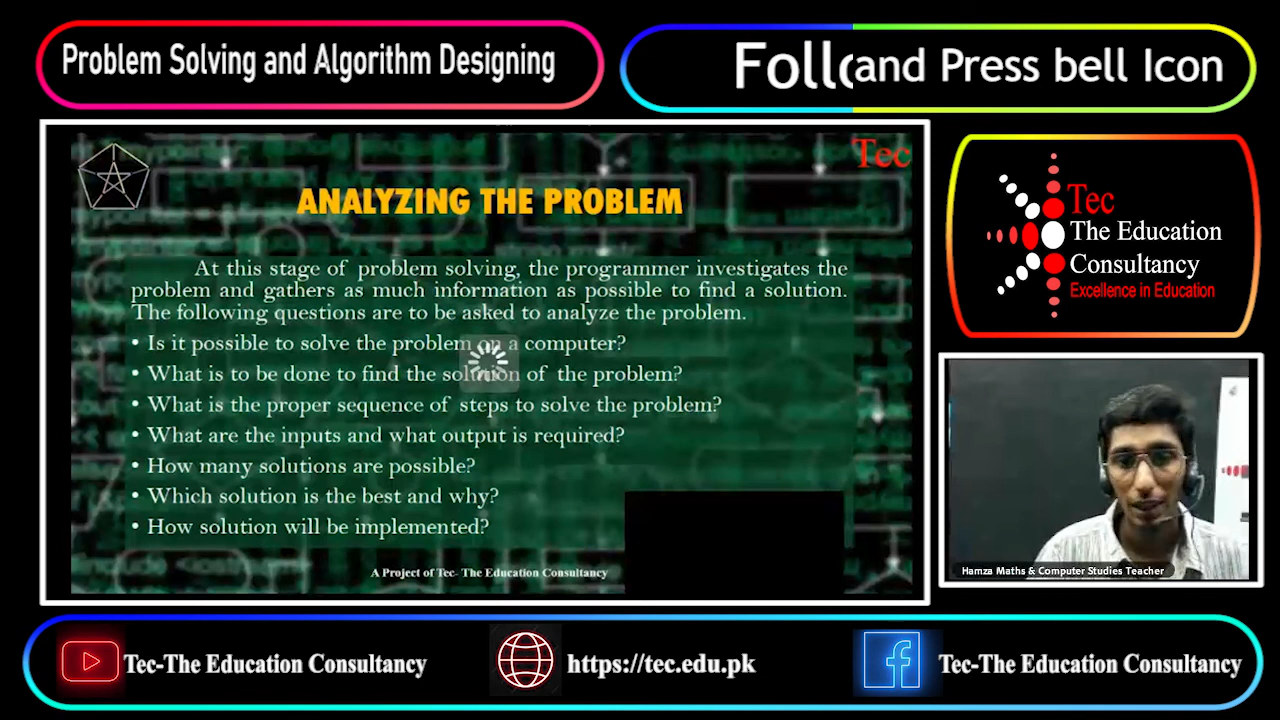 Problem Solving and Algorithm Designing
and Press bell Icon
Tec
ANALYZING THE PROBLEM
At this stage of problem solving, the programmer investigates the
problem and gathers as much information as possible to find a solution.
The following questions are to be asked to analyze the problem.
• Is it possible to solve the problem on a computer?
• What is to be done to find the solution of the problem?
• What is the proper sequence of steps to solve the problem?
• What are the inputs and what output is required?
• How many solutions are possible?
• Which solution is the best and why?
• How solution will be implemented?
A Project of Tec- The Education Consultancy
Tec
The Education
Consultancy
Excellence in Education
Hamza Maths & Computer Studies Teacher
Tec-The Education Consultancy
https://tec.edu.pk
Tec-The Education Consultancy